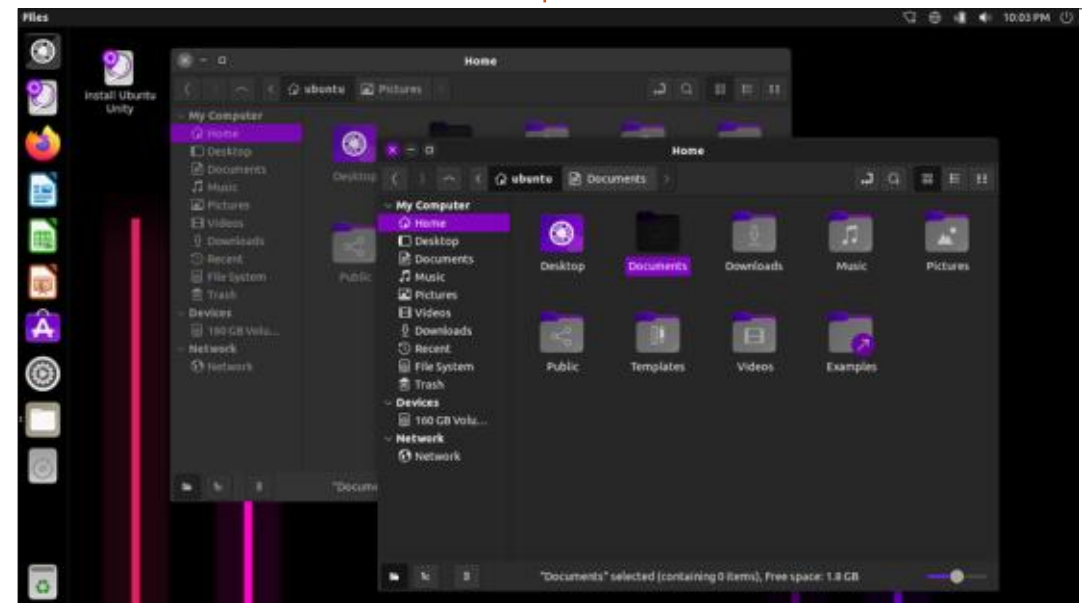 Files
10:03 PM
Install Ubuntu
Unity
Home
ubuntu Pictures
My Computer
Home
Desktop
Documents
Music
Pictures
Videos
Downloads
Recent
File System
Trash
Devices
160 GB Volu...
Network
Network
Desktop
Public
"Docume
Home
ubuntu Documents
My Computer
Home
Desktop
Documents
Music
Pictures
Videos
Downloads
Recent
File System
Trash
Devices
160 GB Volu...
Network
Network
Desktop Documents Downloads Music Pictures
Public Templates Videos Examples
"Documents" selected (containing 0 items), Free space: 1.8 GB